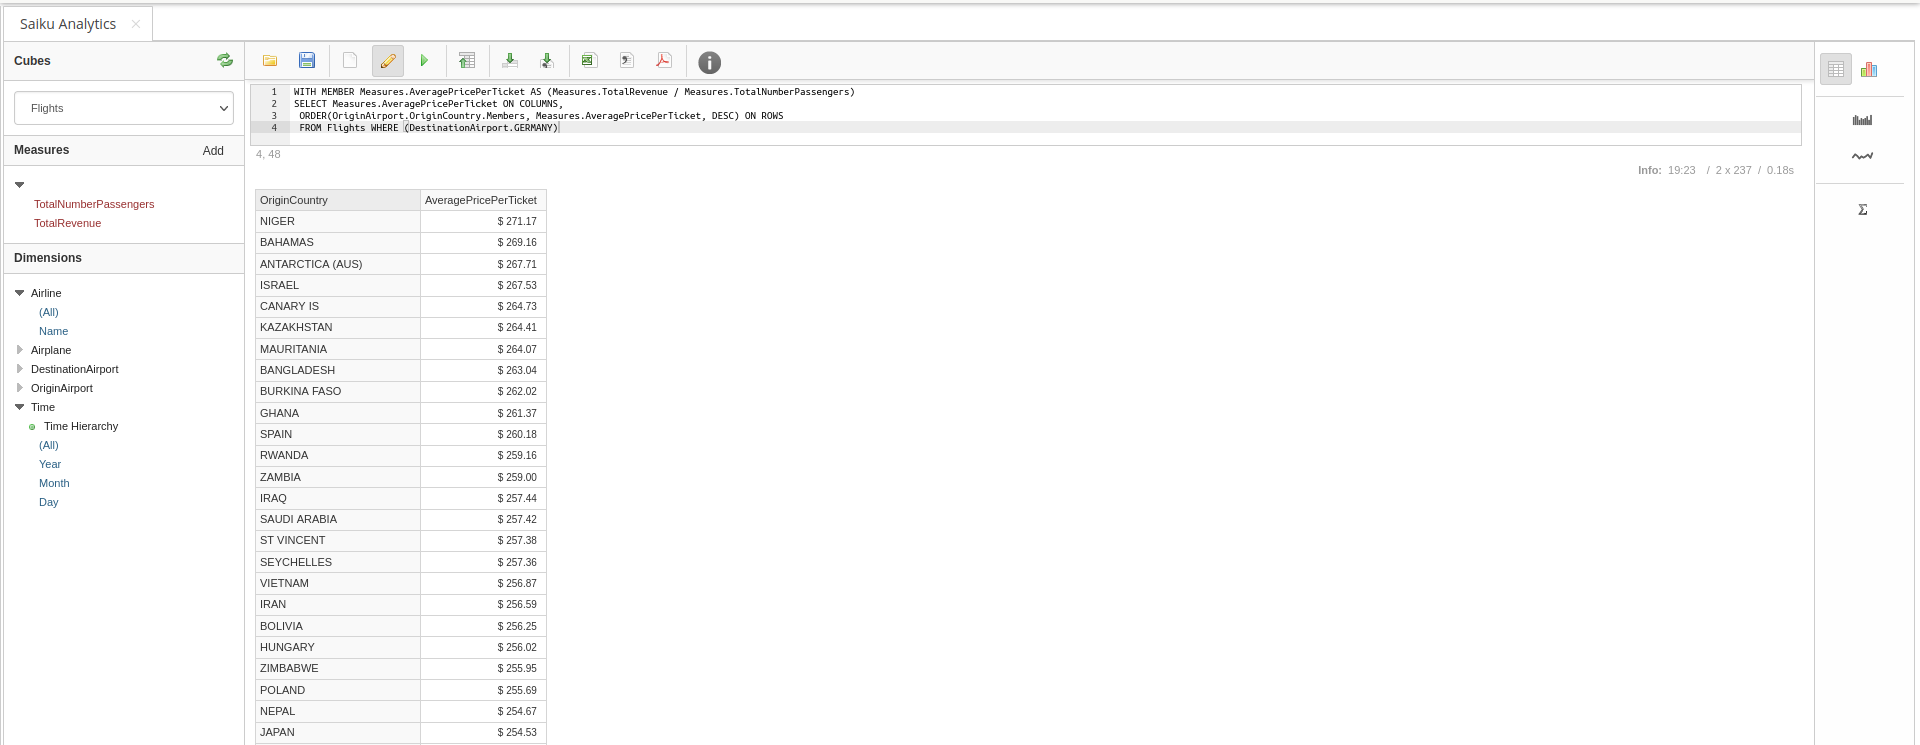 Saiku Analytics
Cubes
Flights
Measures Add
TotalNumberPassengers
TotalRevenue
Dimensions
Airline
(All)
Name
Airplane
DestinationAirport
OriginAirport
Time
Time Hierarchy
(All)
Year
Month
Day
1 WITH MEMBER Measures.AveragePricePerTicket AS (Measures.TotalRevenue / Measures.TotalNumberPassengers)
2 SELECT Measures.AveragePricePerTicket ON COLUMNS,
3 ORDER(OriginAirport.OriginCountry.Members, Measures.AveragePricePerTicket, DESC) ON ROWS
4 FROM Flights WHERE (DestinationAirport.GERMANY)
4, 48
Info: 19:23 / 2 x 237 / 0.18s
OriginCountry AveragePricePerTicket
NIGER $ 271.17
BAHAMAS $ 269.16
ANTARCTICA (AUS) $ 267.71
ISRAEL $ 267.53
CANARY IS $ 264.73
KAZAKHSTAN $ 264.41
MAURITANIA $ 264.07
BANGLADESH $ 263.04
BURKINA FASO $ 262.02
GHANA $ 261.37
SPAIN $ 260.18
RWANDA $ 259.16
ZAMBIA $ 259.00
IRAQ $ 257.44
SAUDI ARABIA $ 257.42
ST VINCENT $ 257.38
SEYCHELLES $ 257.36
VIETNAM $ 256.87
IRAN $ 256.59
BOLIVIA $ 256.25
HUNGARY $ 256.02
ZIMBABWE $ 255.95
POLAND $ 255.69
NEPAL $ 254.67
JAPAN $ 254.53
Σ